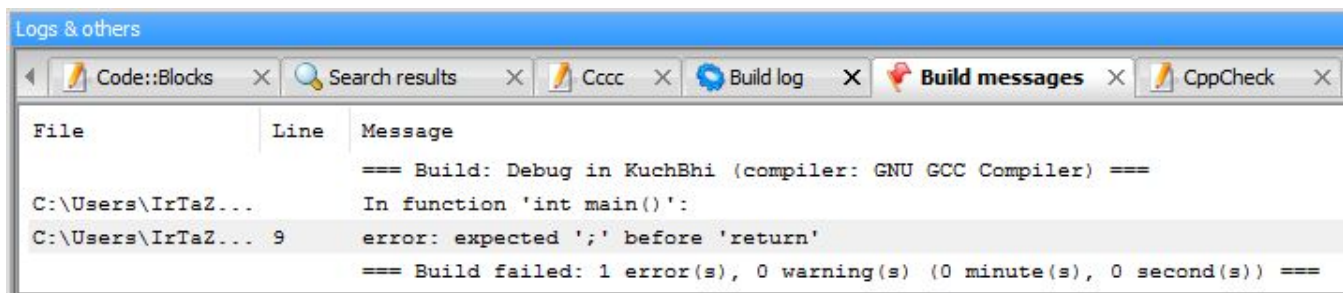 Logs & others
Code::Blocks Search results Cccc Build log Build messages CppCheck
File Line Message
=== Build: Debug in KuchBhi (compiler: GNU GCC Compiler) ===
C:\Users\IrTaZ... In function 'int main()':
C:\Users\IrTaZ... 9 error: expected ';' before 'return'
=== Build failed: 1 error(s), 0 warning(s) (0 minute(s), 0 second(s)) ===